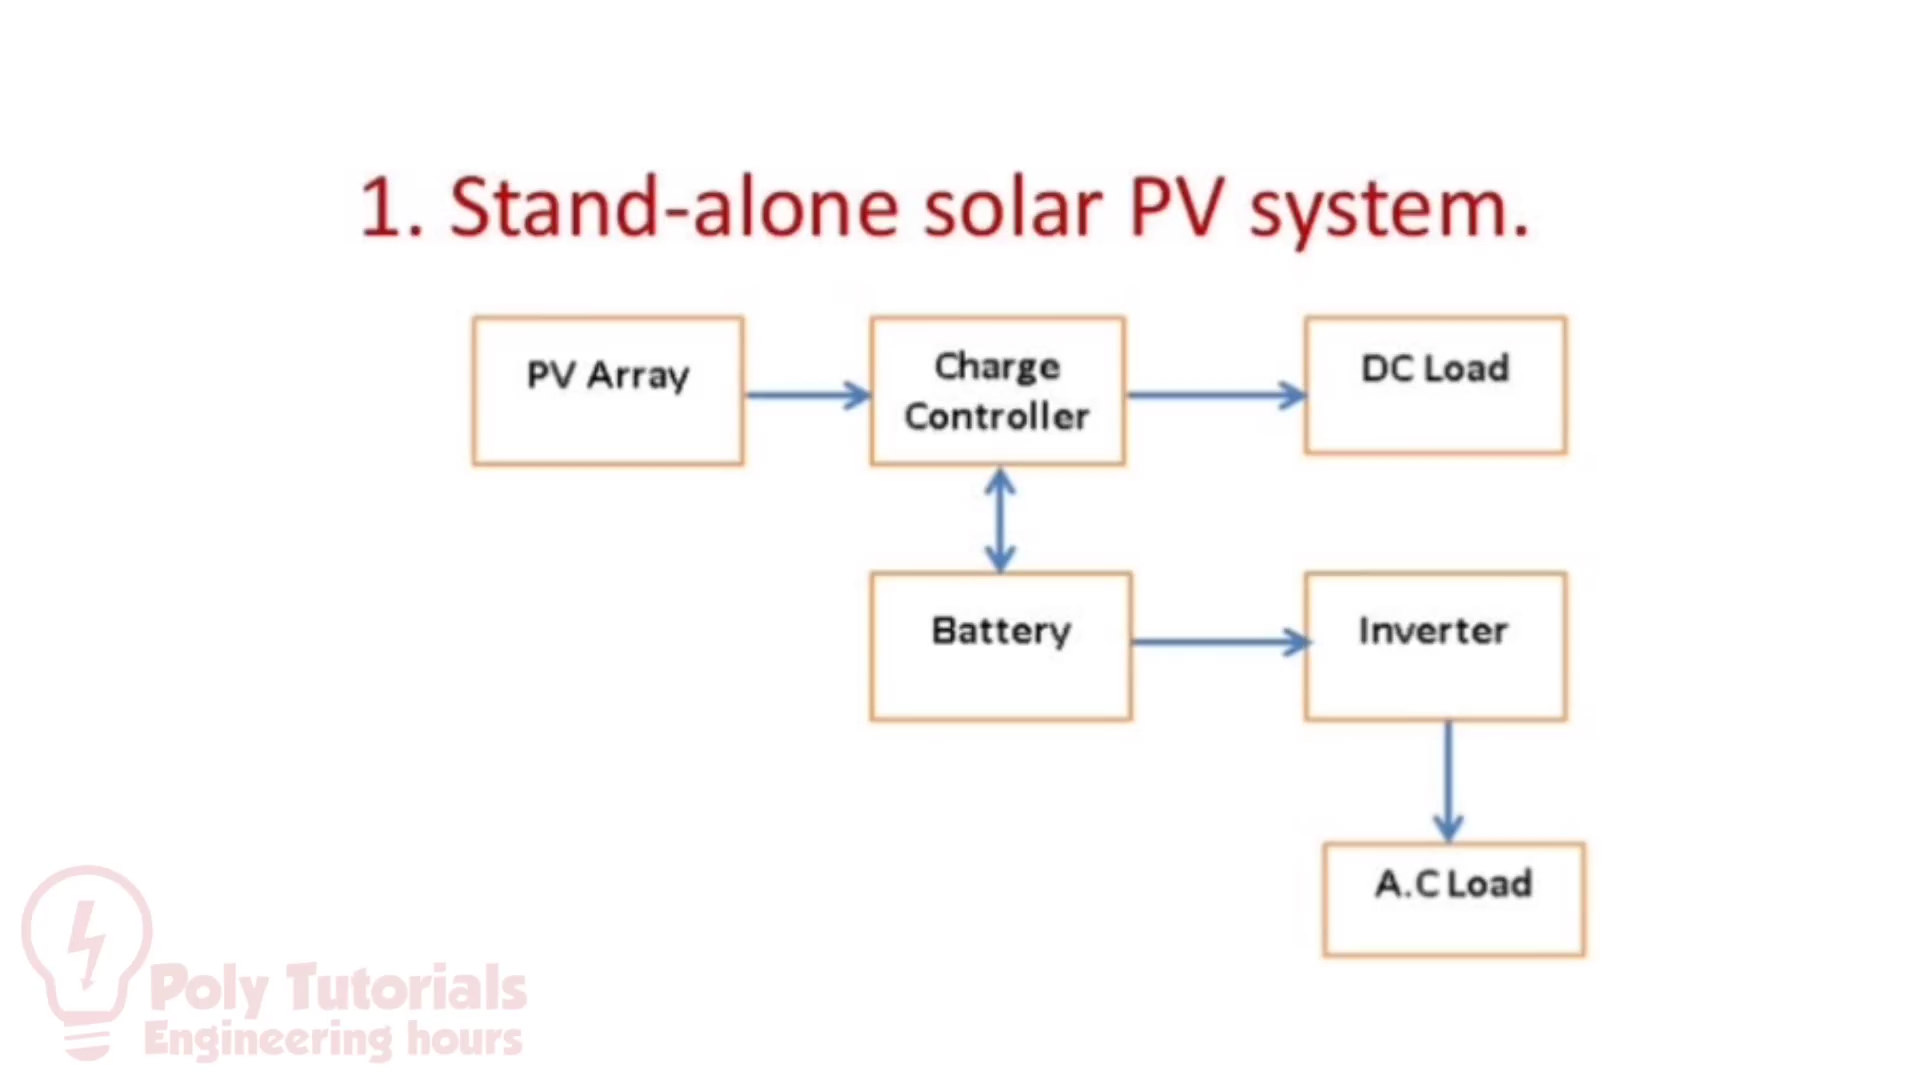 1. Stand-alone solar PV system.
PV Array
Charge
Controller
DC Load
Battery
Inverter
A.C Load
Poly Tutorials
Engineering hours